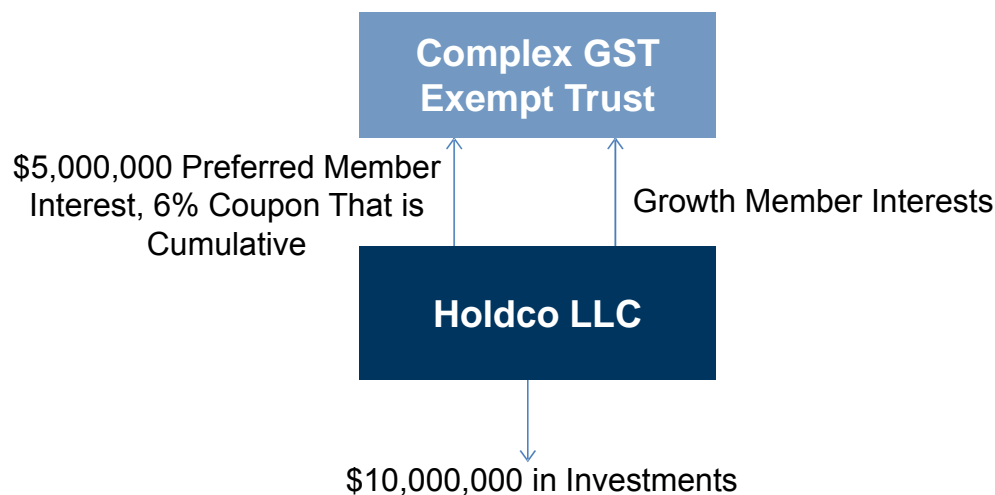 Complex GST
Exempt Trust
$5,000,000 Preferred Member
Interest, 6% Coupon That is
Cumulative
Growth Member Interests
Holdco LLC
$10,000,000 in Investments